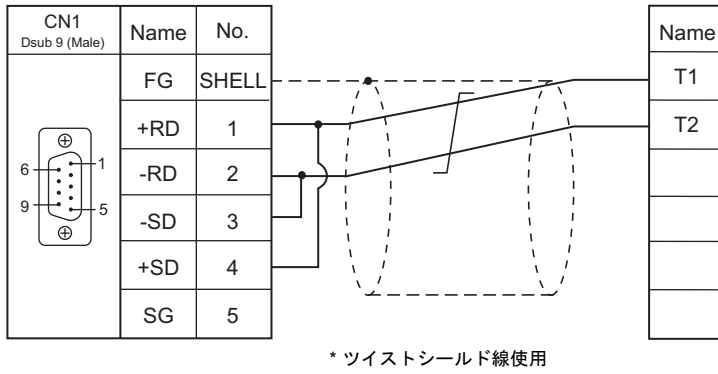 CN1
Dsub 9 (Male)
Name No.
FG SHELL
+RD 1
-RD 2
-SD 3
+SD 4
SG 5
6 1
9 5
Name
T1
T2
* ツイストシールド線使用